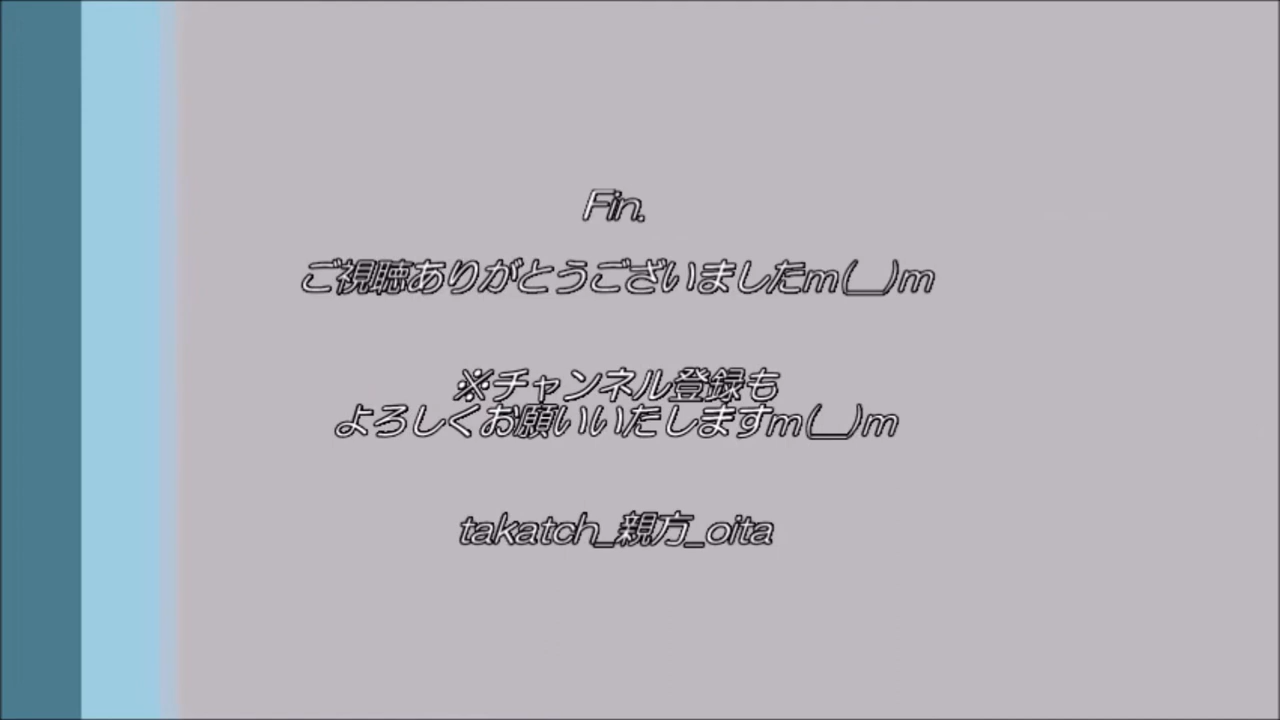 Fin.
ご視聴ありがとうございましたm(__)m
※チャンネル登録も
よろしくお願いいたしますm(__)m
takatch_親方_oita